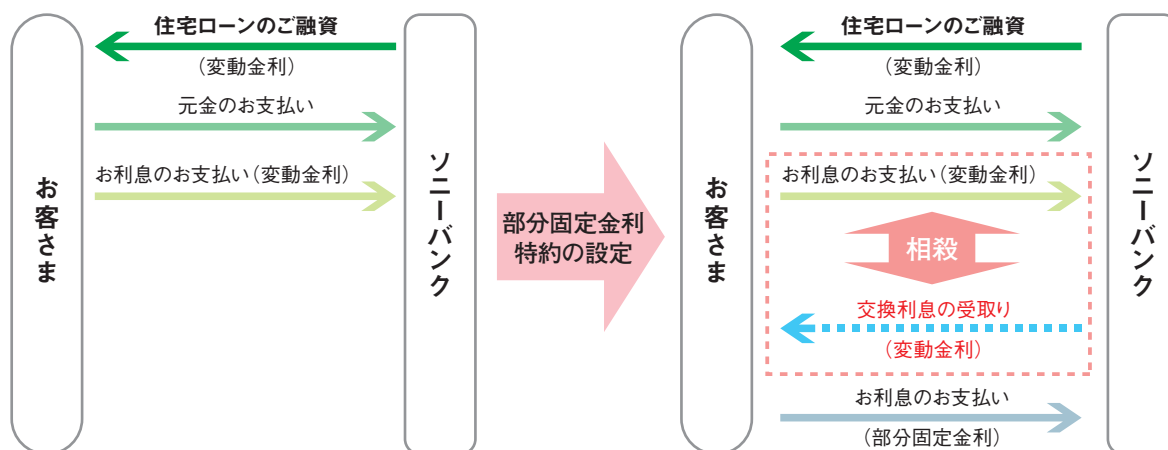 住宅ローンのご融資
(変動金利)
元金のお支払い
お利息のお支払い(変動金利)
お客さま
ソニーバンク
部分固定金利
特約の設定
住宅ローンのご融資
(変動金利)
元金のお支払い
お利息のお支払い(変動金利)
相殺
交換利息の受取り
(変動金利)
お利息のお支払い
(部分固定金利)
お客さま
ソニーバンク